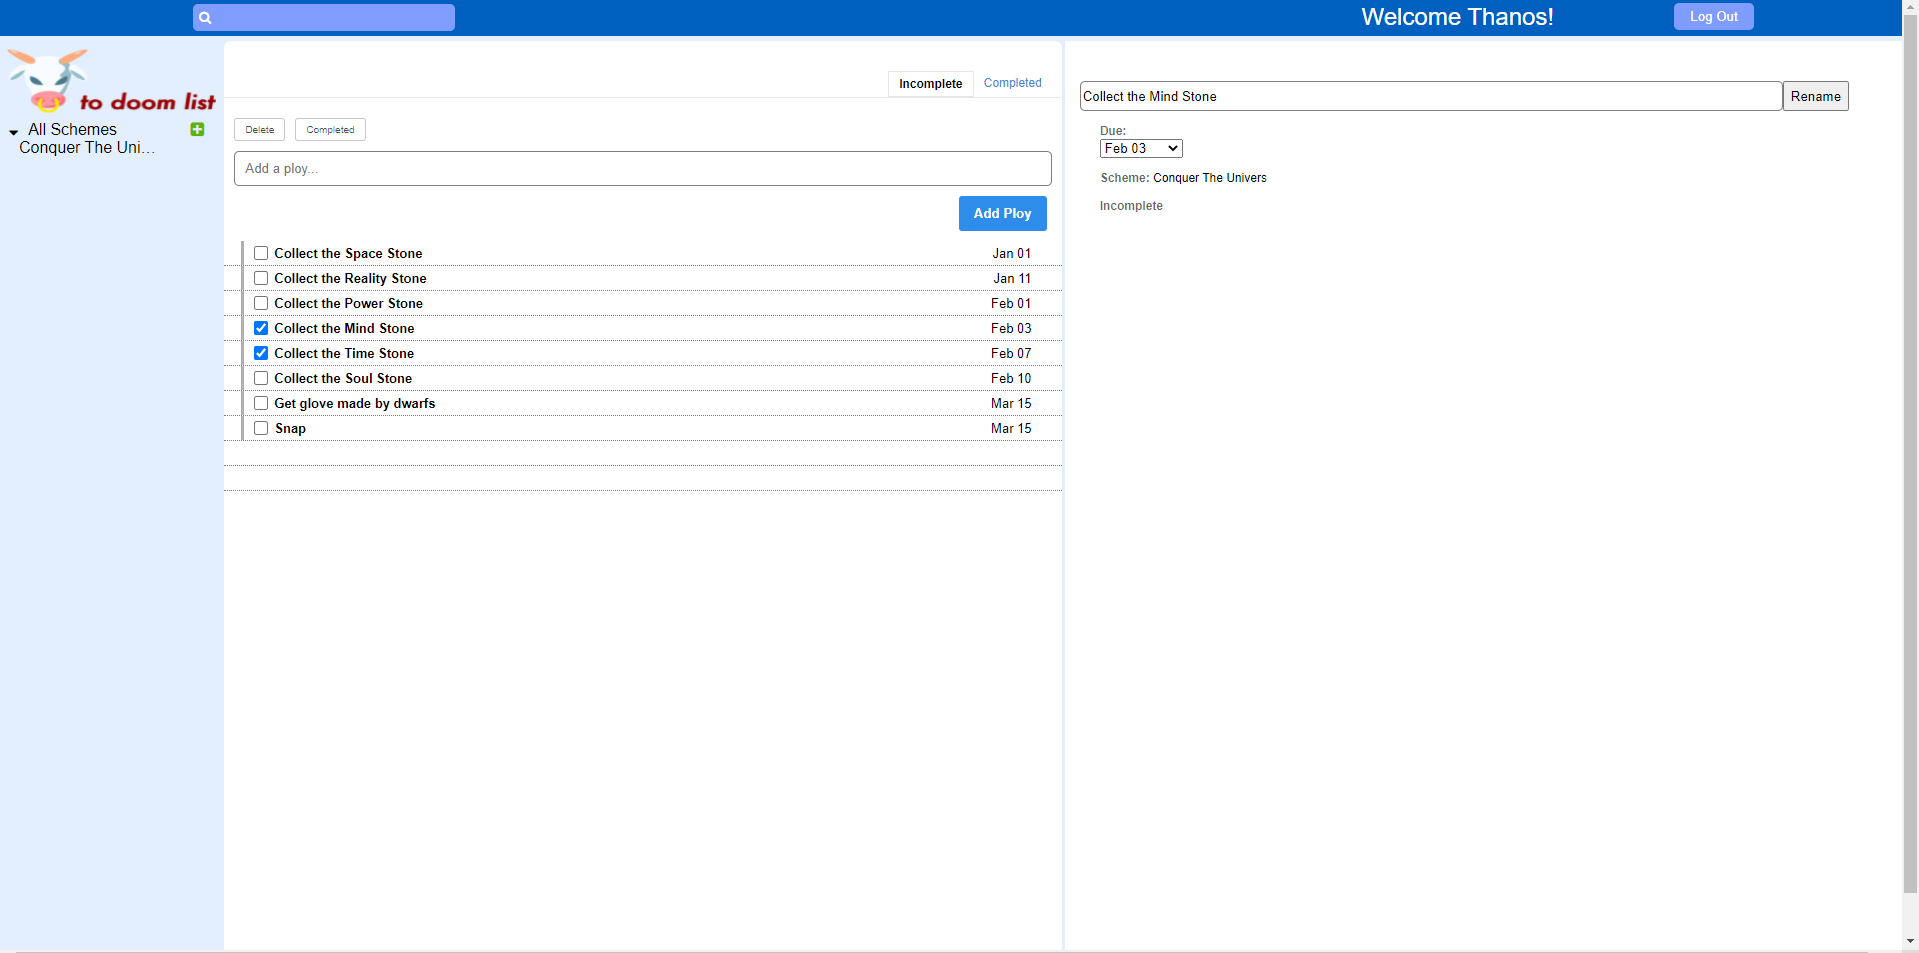 Welcome Thanos!
Log Out
to doom list
All Schemes
Conquer The Uni...
Incomplete
Completed
Delete
Completed
Add a ploy...
Add Ploy
Collect the Space Stone Jan 01
Collect the Reality Stone Jan 11
Collect the Power Stone Feb 01
Collect the Mind Stone Feb 03
Collect the Time Stone Feb 07
Collect the Soul Stone Feb 10
Get glove made by dwarfs Mar 15
Snap Mar 15
Collect the Mind Stone
Rename
Due:
Feb 03
Scheme: Conquer The Univers
Incomplete